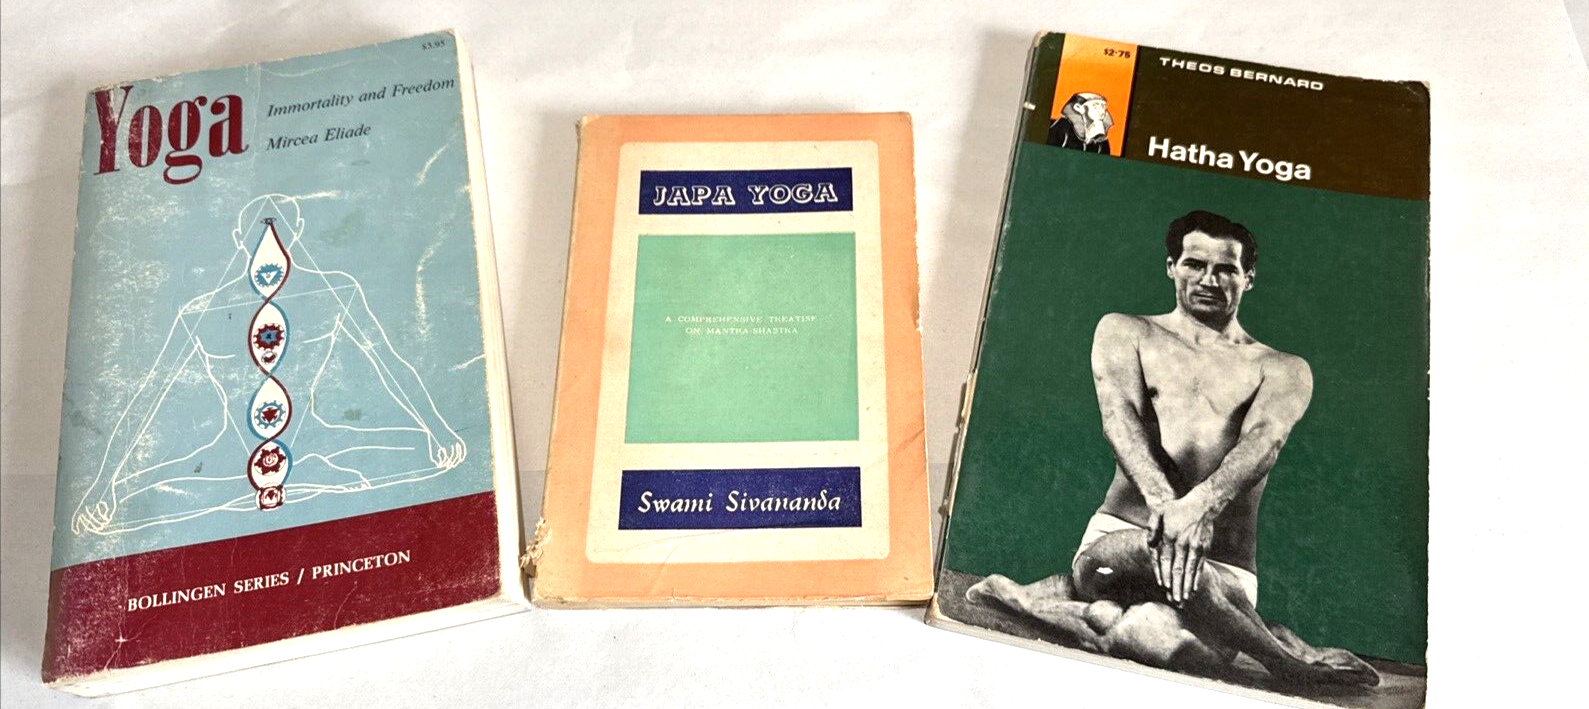 $3.95
Yoga
Immortality and Freedom
Mircea Eliade
BOLLINGEN SERIES / PRINCETON
JAPA YOGA
A COMPREHENSIVE TREATISE
ON MANTRA-SHASTRA
Swami Sivananda
$2·75
THEOS BERNARD
Hatha Yoga